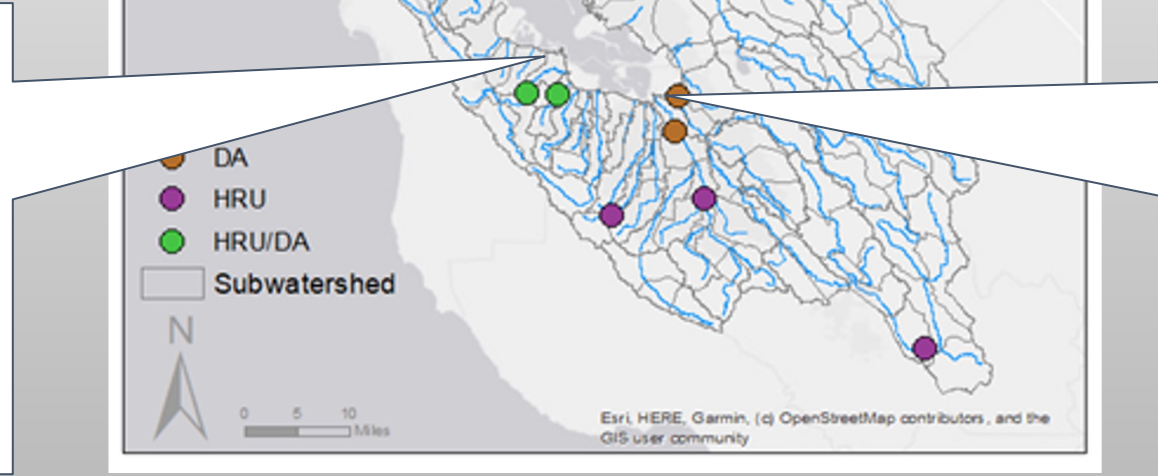 DA
HRU
HRU/DA
Subwatershed
N
0 5 10
Miles
Esri, HERE, Garmin, (c) OpenStreetMap contributors, and the
GIS user community